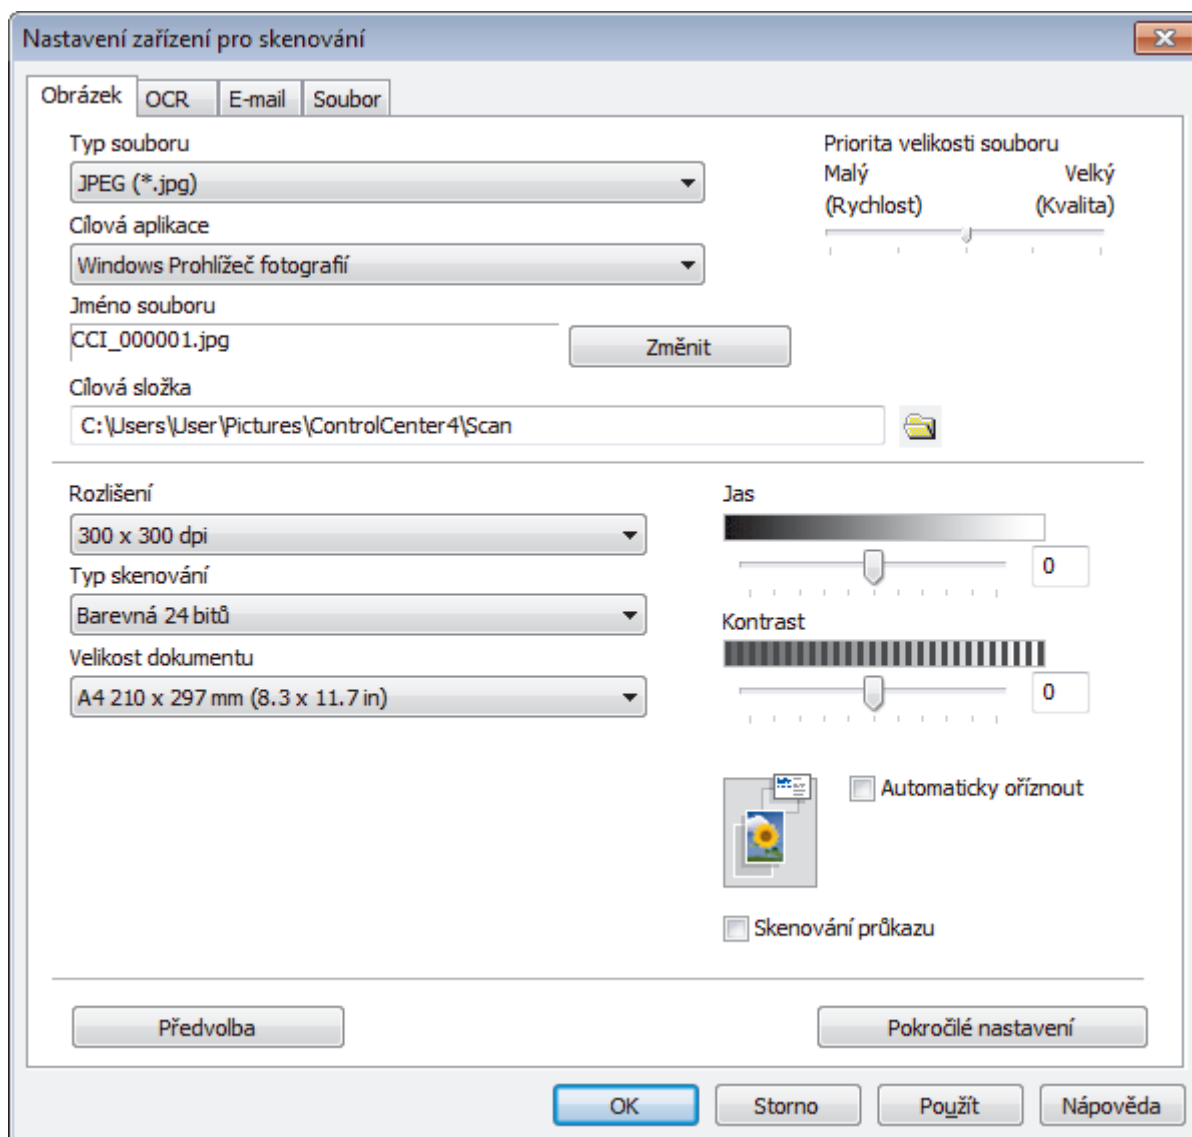 Nastavení zařízení pro skenování
Obrázek OCR E-mail Soubor
Typ souboru
JPEG (*.jpg)
Cílová aplikace
Windows Prohlížeč fotografií
Jméno souboru
CCI_000001.jpg
Změnit
Cílová složka
C:\Users\User\Pictures\ControlCenter4\Scan
Priorita velikosti souboru
Malý Velký
(Rychlost) (Kvalita)
Rozlišení
300 x 300 dpi
Typ skenování
Barevná 24 bitů
Velikost dokumentu
A4 210 x 297 mm (8.3 x 11.7 in)
Jas
0
Kontrast
0
Automaticky oříznout
Skenování průkazu
Předvolba
Pokročilé nastavení
OK Storno Použít Nápověda